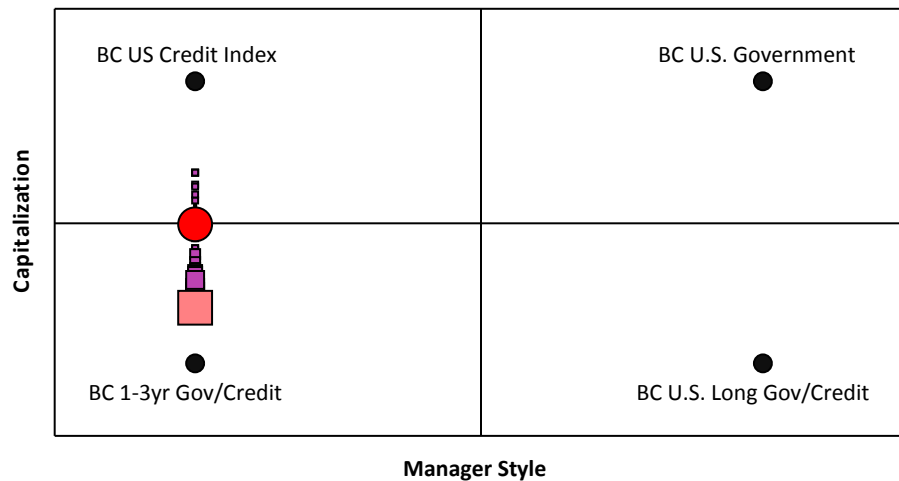 BC US Credit Index
BC U.S. Government
Capitalization
BC 1-3yr Gov/Credit
BC U.S. Long Gov/Credit
Manager Style